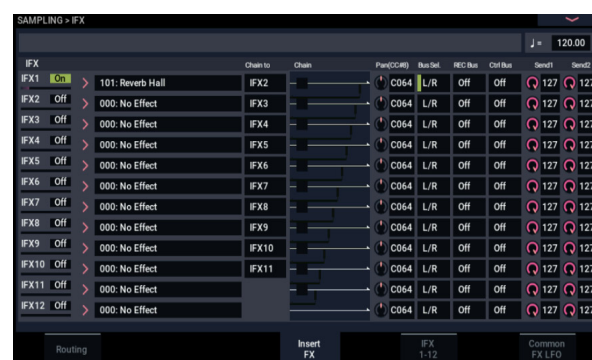 SAMPLING > IFX
♩ = 120.00
IFX Chain to Chain Pan(CC#8) Bus Sel. REC Bus Ctrl Bus Send1 Send2
IFX1 On 101: Reverb Hall IFX2 C064 L/R Off Off 127 127
IFX2 Off 000: No Effect IFX3 C064 L/R Off Off 127 127
IFX3 Off 000: No Effect IFX4 C064 L/R Off Off 127 127
IFX4 Off 000: No Effect IFX5 C064 L/R Off Off 127 127
IFX5 Off 000: No Effect IFX6 C064 L/R Off Off 127 127
IFX6 Off 000: No Effect IFX7 C064 L/R Off Off 127 127
IFX7 Off 000: No Effect IFX8 C064 L/R Off Off 127 127
IFX8 Off 000: No Effect IFX9 C064 L/R Off Off 127 127
IFX9 Off 000: No Effect IFX10 C064 L/R Off Off 127 127
IFX10 Off 000: No Effect IFX11 C064 L/R Off Off 127 127
IFX11 Off 000: No Effect C064 L/R Off Off 127 127
IFX12 Off 000: No Effect C064 L/R Off Off 127 127
Routing Insert FX IFX 1-12 Common FX LFO